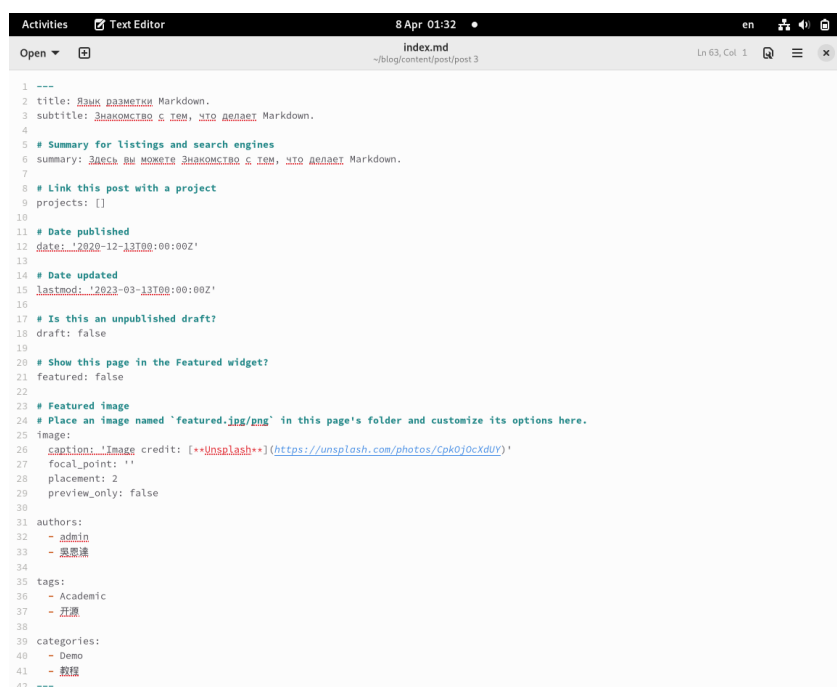 Activities Text Editor 8 Apr 01:32 en
Open index.md Ln 63, Col 1
~/blog/content/post/post 3
1 ---
2 title: Язык разметки Markdown.
3 subtitle: Знакомство с тем, что делает Markdown.
4
5 # Summary for listings and search engines
6 summary: Здесь вы можете Знакомство с тем, что делает Markdown.
7
8 # Link this post with a project
9 projects: []
10
11 # Date published
12 date: '2020-12-13T00:00:00Z'
13
14 # Date updated
15 lastmod: '2023-03-13T00:00:00Z'
16
17 # Is this an unpublished draft?
18 draft: false
19
20 # Show this page in the Featured widget?
21 featured: false
22
23 # Featured image
24 # Place an image named `featured.jpg/png` in this page's folder and customize its options here.
25 image:
26   caption: 'Image credit: [**Unsplash**](https://unsplash.com/photos/CpkOjOcXdUY)'
27   focal_point: ''
28   placement: 2
29   preview_only: false
30
31 authors:
32   - admin
33   - 吳恩達
34
35 tags:
36   - Academic
37   - 开源
38
39 categories:
40   - Demo
41   - 教程
42 ---